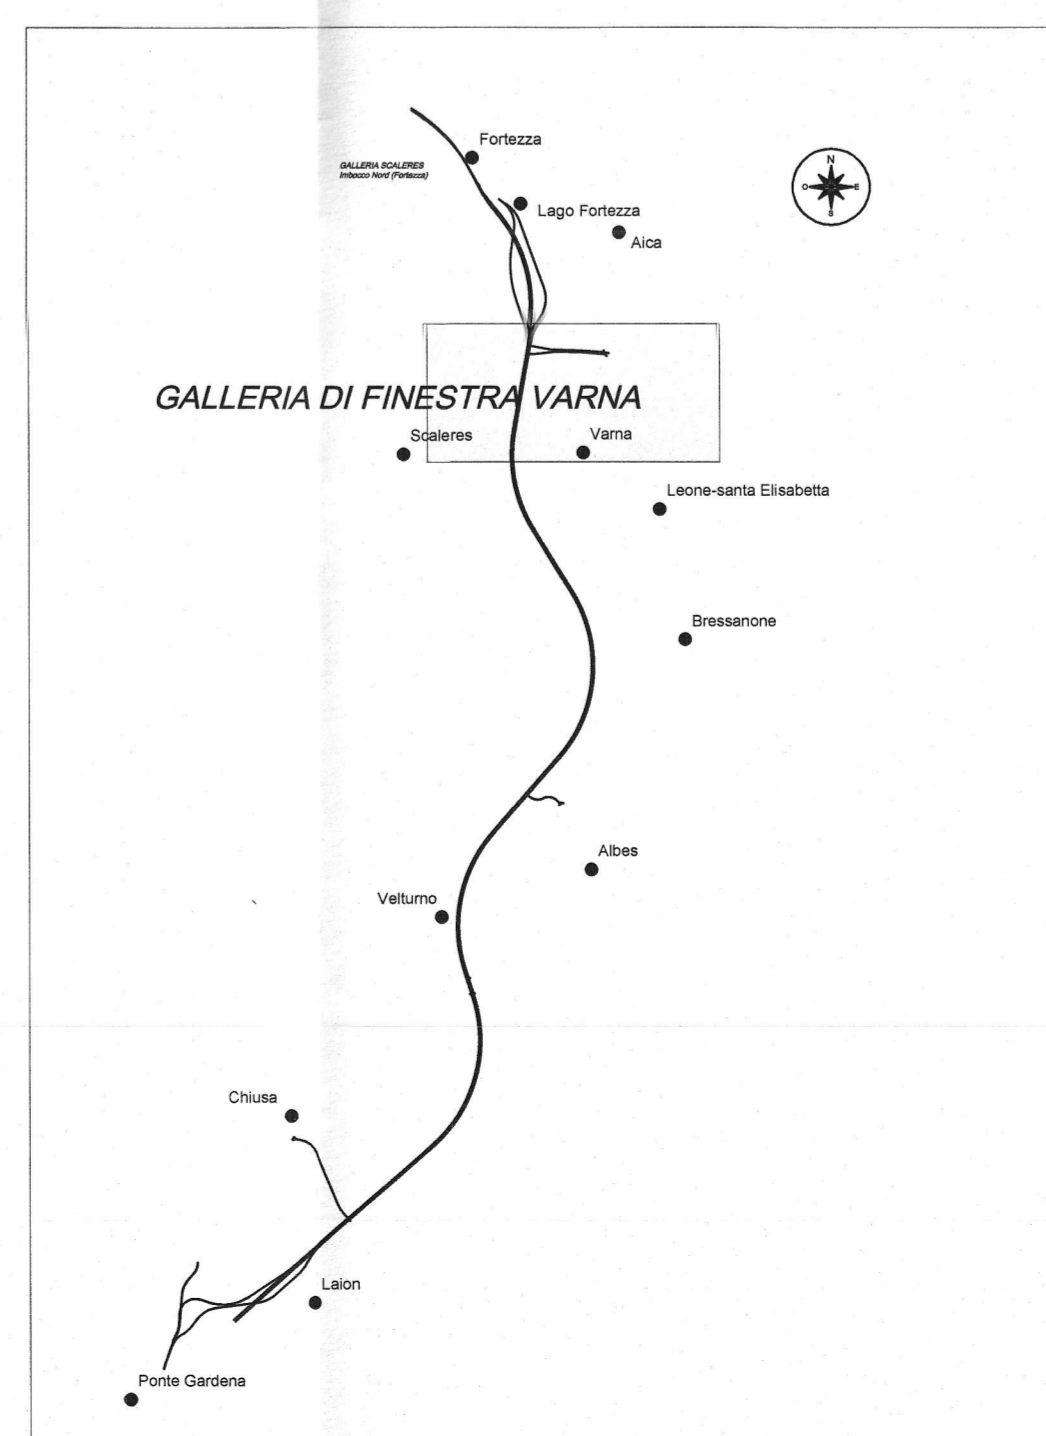 Fortezza
GALLERIA SCALERES
Imbocco Nord (Fortezza)
N
O
E
S
Lago Fortezza
Aica
GALLERIA DI FINESTRA VARNA
Scaleres
Varna
Leone-santa Elisabetta
Bressanone
Albes
Velturno
Chiusa
Laion
Ponte Gardena